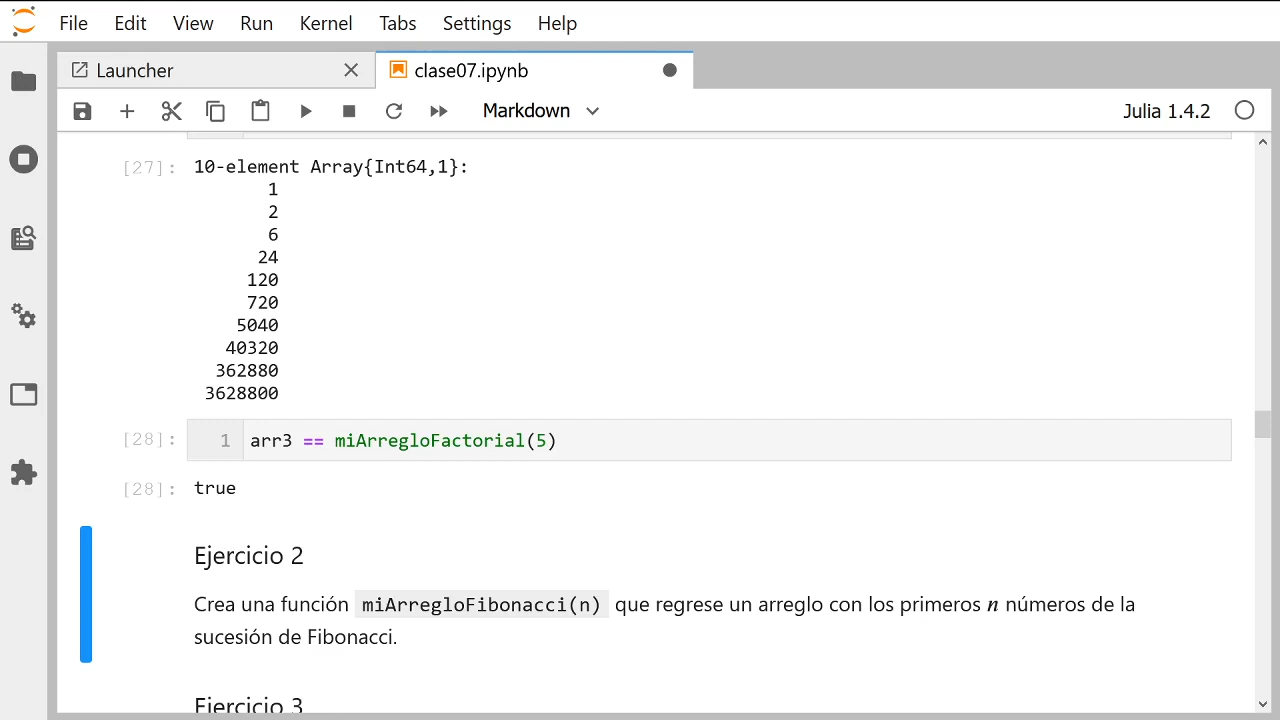 File Edit View Run Kernel Tabs Settings Help
Launcher
clase07.ipynb
Markdown
Julia 1.4.2
[27]: 10-element Array{Int64,1}:
1
2
6
24
120
720
5040
40320
362880
3628800
[28]: 1 arr3 == miArregloFactorial(5)
[28]: true
Ejercicio 2
Crea una función miArregloFibonacci(n) que regrese un arreglo con los primeros n números de la
sucesión de Fibonacci.
Ejercicio 3